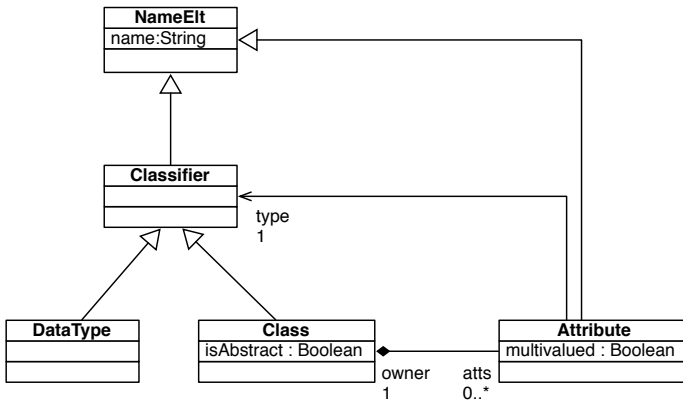 NameElt
name:String
Classifier
type
1
DataType
Class
isAbstract : Boolean
owner
1
atts
0..*
Attribute
multivalued : Boolean